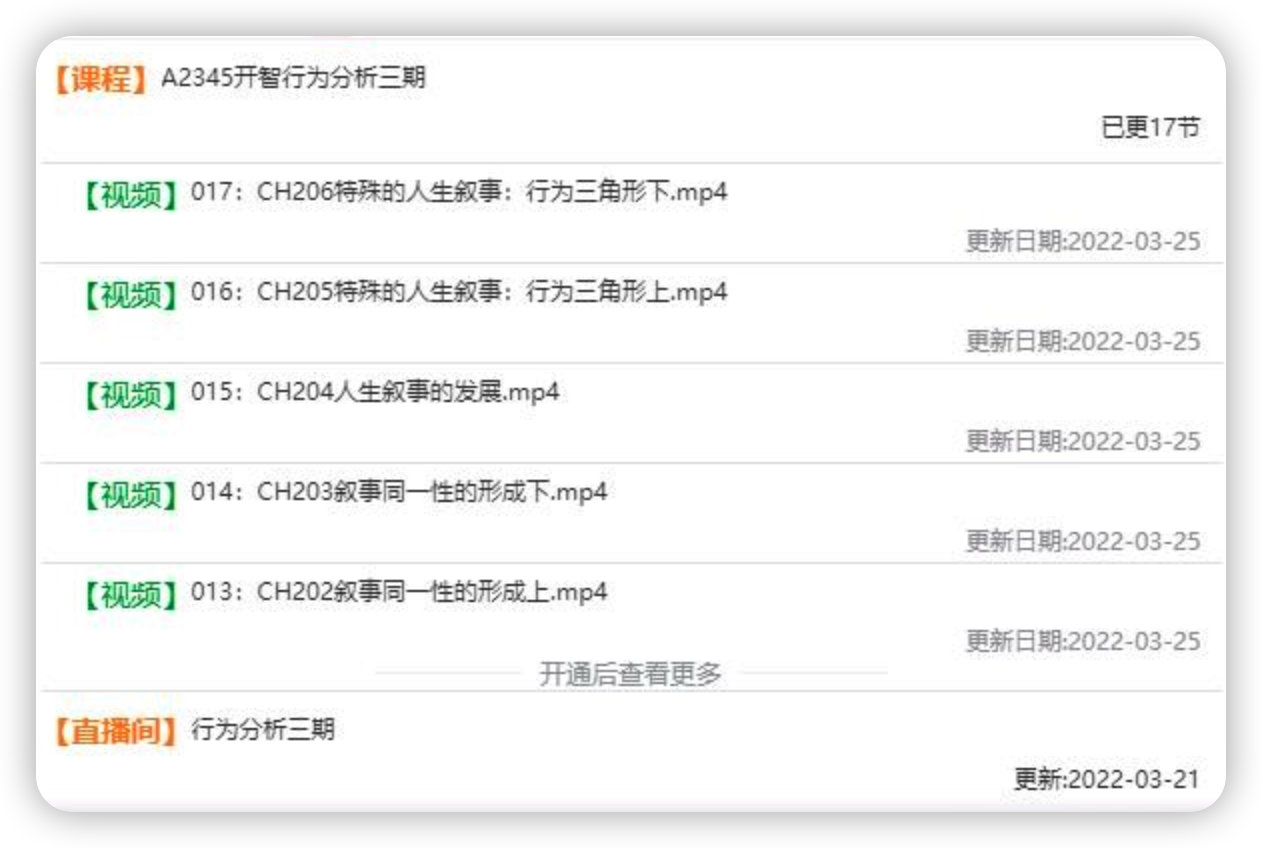 【课程】A2345开智行为分析三期
已更17节
【视频】017：CH206特殊的人生叙事：行为三角形下.mp4
更新日期:2022-03-25
【视频】016：CH205特殊的人生叙事：行为三角形上.mp4
更新日期:2022-03-25
【视频】015：CH204人生叙事的发展.mp4
更新日期:2022-03-25
【视频】014：CH203叙事同一性的形成下.mp4
更新日期:2022-03-25
【视频】013：CH202叙事同一性的形成上.mp4
更新日期:2022-03-25
开通后查看更多
【直播间】行为分析三期
更新:2022-03-21